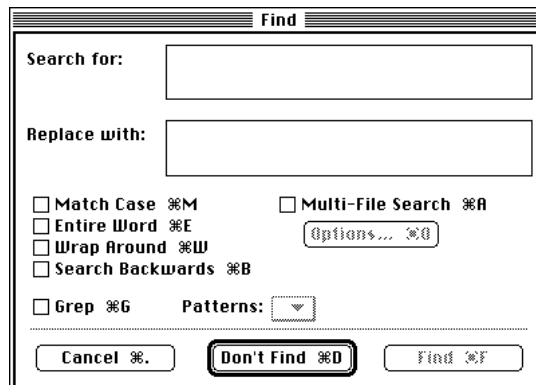 Find
Search for:
Replace with:
Match Case ⌘M
Multi-File Search ⌘A
Entire Word ⌘E
Options... ⌘O
Wrap Around ⌘W
Search Backwards ⌘B
Grep ⌘G Patterns:
Cancel ⌘. Don't Find ⌘D Find ⌘F